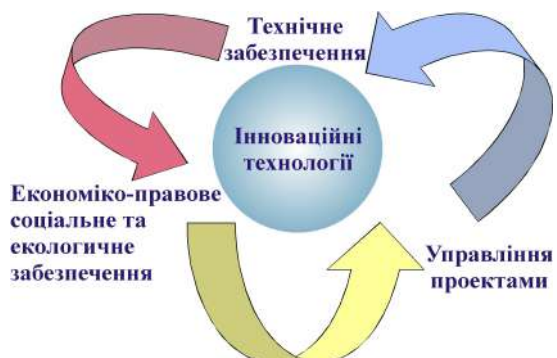 Технічне
забезпечення
Інноваційні
технології
Економіко-правове
соціальне та
екологичне
забезпечення
Управління
проектами